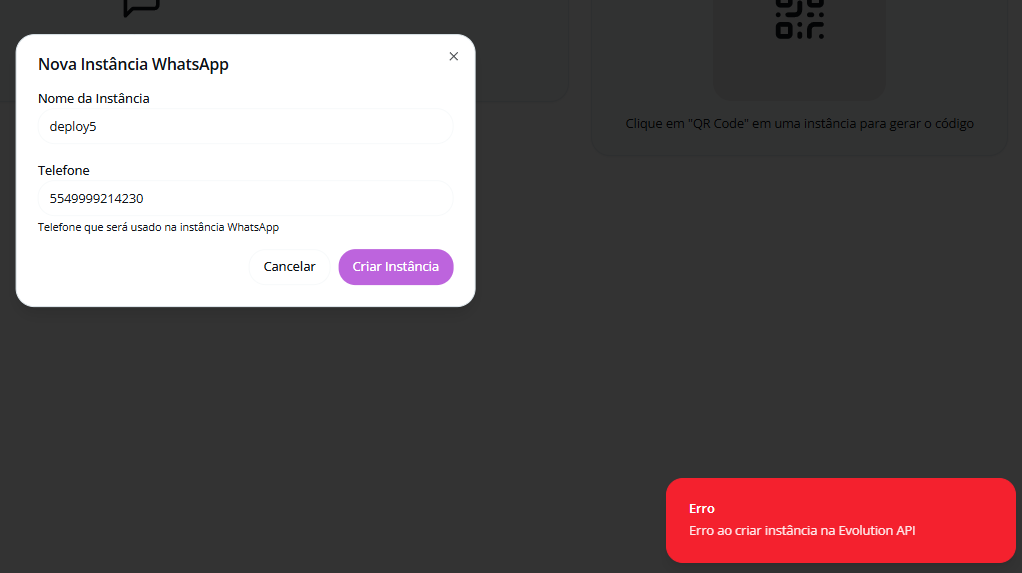 Nova Instância WhatsApp
Nome da Instância
deploy5
Telefone
5549999214230
Telefone que será usado na instância WhatsApp
Cancelar
Criar Instância
Clique em "QR Code" em uma instância para gerar o código
Erro
Erro ao criar instância na Evolution API